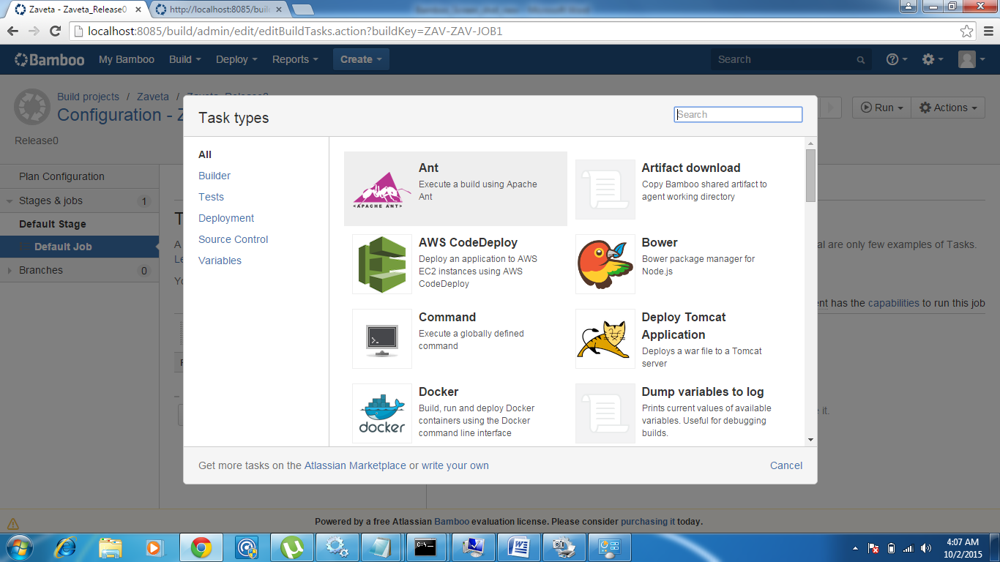 Zaveta - Zaveta_Release0
http://localhost:8085/build
localhost:8085/build/admin/edit/editBuildTasks.action?buildKey=ZAV-ZAV-JOB1
Bamboo My Bamboo Build Deploy Reports Create Search
Build projects / Zaveta / Zaveta_Release0
Configuration -
Run Actions
Release0
Plan Configuration
Stages & jobs 1
Default Stage
Default Job
Branches 0
Task types
Search
All
Builder
Tests
Deployment
Source Control
Variables
Ant
Execute a build using Apache
Ant
<APACHE ANT>
Artifact download
Copy Bamboo shared artifact to
agent working directory
AWS CodeDeploy
Deploy an application to AWS
EC2 instances using AWS
CodeDeploy
Bower
Bower package manager for
Node.js
Command
Execute a globally defined
command
Deploy Tomcat
Application
Deploys a war file to a Tomcat
server
Docker
Build, run and deploy Docker
containers using the Docker
command line interface
docker
Dump variables to log
Prints current values of available
variables. Useful for debugging
builds.
al are only few examples of Tasks.
has the capabilities to run this job
it.
Get more tasks on the Atlassian Marketplace or write your own
Cancel
Powered by a free Atlassian Bamboo evaluation license. Please consider purchasing it today.
4:07 AM
10/2/2015